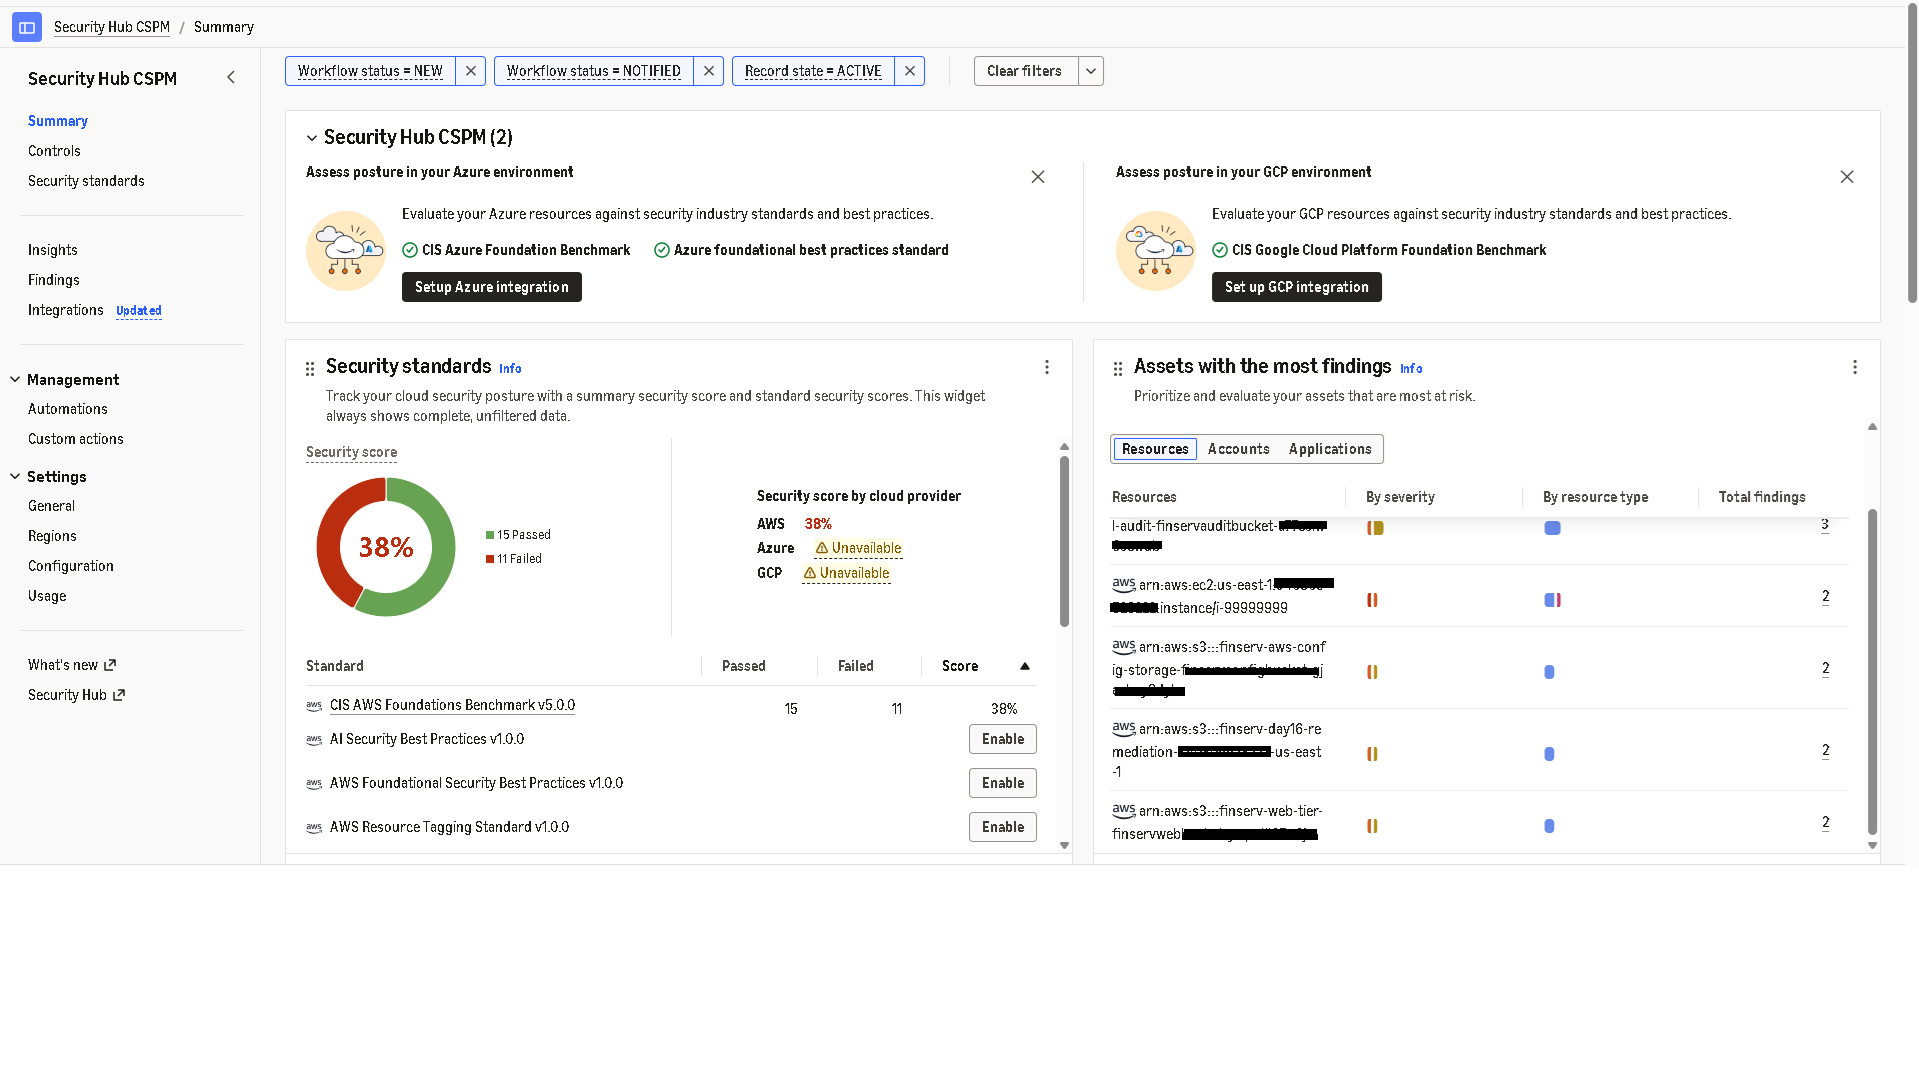 Security Hub CSPM / Summary
Security Hub CSPM
Summary
Controls
Security standards
Insights
Findings
Integrations Updated
Management
Automations
Custom actions
Settings
General
Regions
Configuration
Usage
What's new
Security Hub
Workflow status = NEW
Workflow status = NOTIFIED
Record state = ACTIVE
Clear filters
Security Hub CSPM (2)
Assess posture in your Azure environment
Evaluate your Azure resources against security industry standards and best practices.
CIS Azure Foundation Benchmark
Azure foundational best practices standard
Setup Azure integration
Assess posture in your GCP environment
Evaluate your GCP resources against security industry standards and best practices.
CIS Google Cloud Platform Foundation Benchmark
Set up GCP integration
Security standards Info
Track your cloud security posture with a summary security score and standard security scores. This widget
always shows complete, unfiltered data.
Security score
38%
15 Passed
11 Failed
Security score by cloud provider
AWS 38%
Azure Unavailable
GCP Unavailable
Standard Passed Failed Score
aws CIS AWS Foundations Benchmark v5.0.0 15 11 38%
aws AI Security Best Practices v1.0.0 Enable
aws AWS Foundational Security Best Practices v1.0.0 Enable
aws AWS Resource Tagging Standard v1.0.0 Enable
Assets with the most findings Info
Prioritize and evaluate your assets that are most at risk.
Resources Accounts Applications
Resources By severity By resource type Total findings
l-audit-finservauditbucket- 3
aws arn:aws:ec2:us-east-1:
:instance/i-99999999 2
aws arn:aws:s3:::finserv-aws-conf
ig-storage- 2
aws arn:aws:s3:::finserv-day16-re
mediation- -us-east 2
-1
aws arn:aws:s3:::finserv-web-tier-
finservweb 2